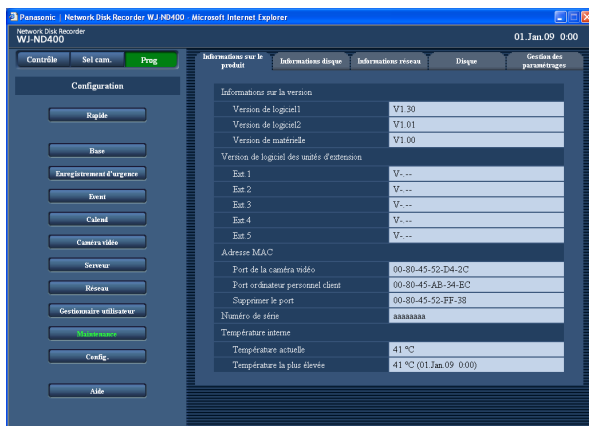 Panasonic | Network Disk Recorder WJ-ND400 - Microsoft Internet Explorer
Network Disk Recorder
WJ-ND400
01.Jan.09 0:00
Contrôle Sel cam. Prog
Informations sur le produit Informations disque Informations réseau Disque Gestion des paramétrages
Configuration
Rapide
Base
Enregistrement d'urgence
Event
Calend
Caméra vidéo
Serveur
Réseau
Gestionnaire utilisateur
Maintenance
Config.
Aide
Informations sur la version
Version de logiciel1 V1.30
Version de logiciel2 V1.01
Version de matérielle V1.00
Version de logiciel des unités d'extension
Ext.1 V-.--
Ext.2 V-.--
Ext.3 V-.--
Ext.4 V-.--
Ext.5 V-.--
Adresse MAC
Port de la caméra vidéo 00-80-45-52-D4-2C
Port ordinateur personnel client 00-80-45-AB-34-EC
Supprimer le port 00-80-45-52-FF-38
Numéro de série aaaaaaaa
Température interne
Température actuelle 41 °C
Température la plus élevée 41 °C (01.Jan.09 0:00)